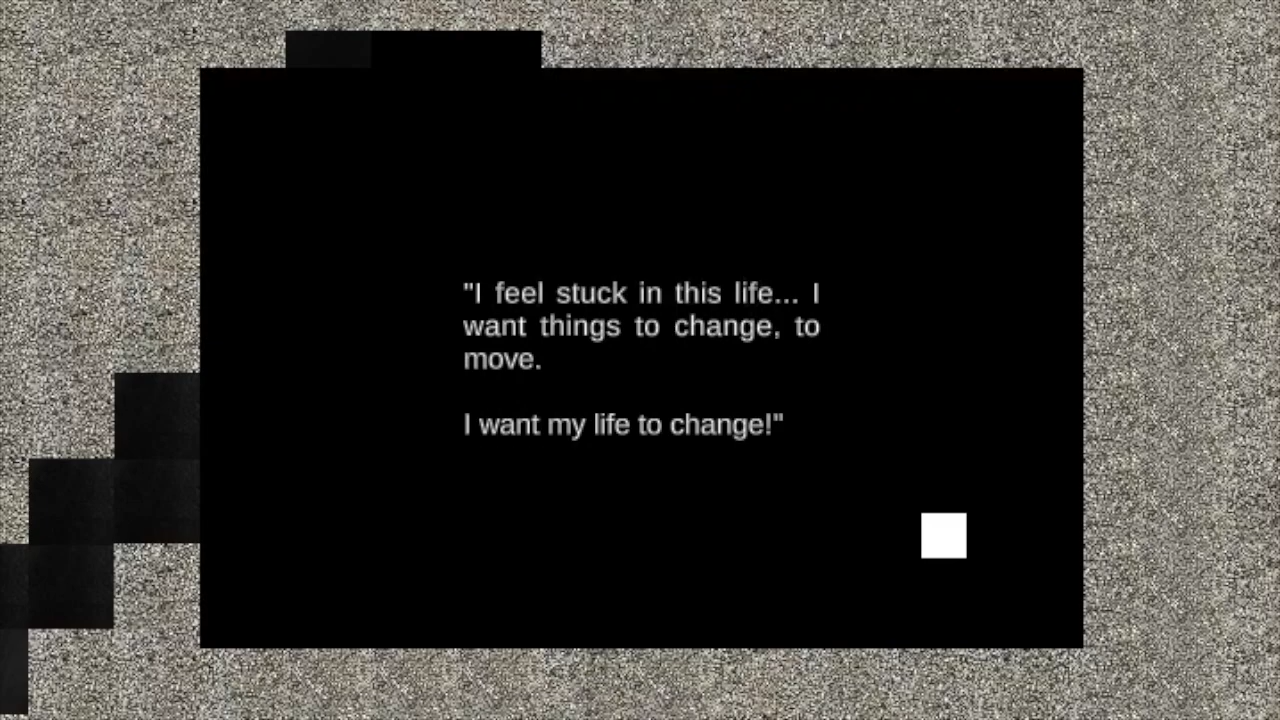 "I feel stuck in this life... I
want things to change, to
move.
I want my life to change!"